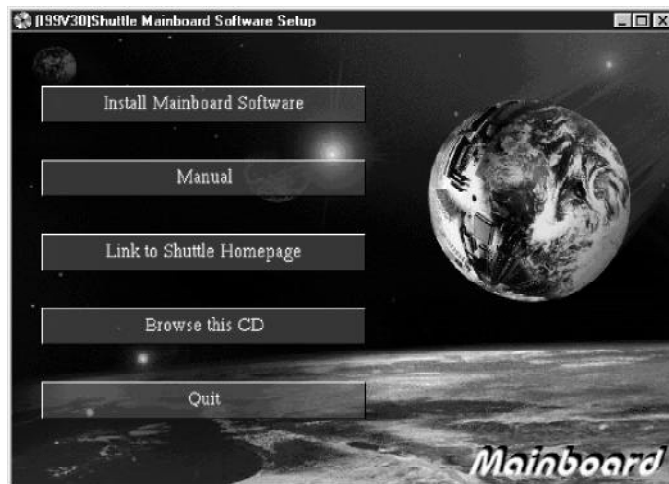 [I99V30]Shuttle Mainboard Software Setup
Install Mainboard Software
Manual
Link to Shuttle Homepage
Browse this CD
Quit
Mainboard